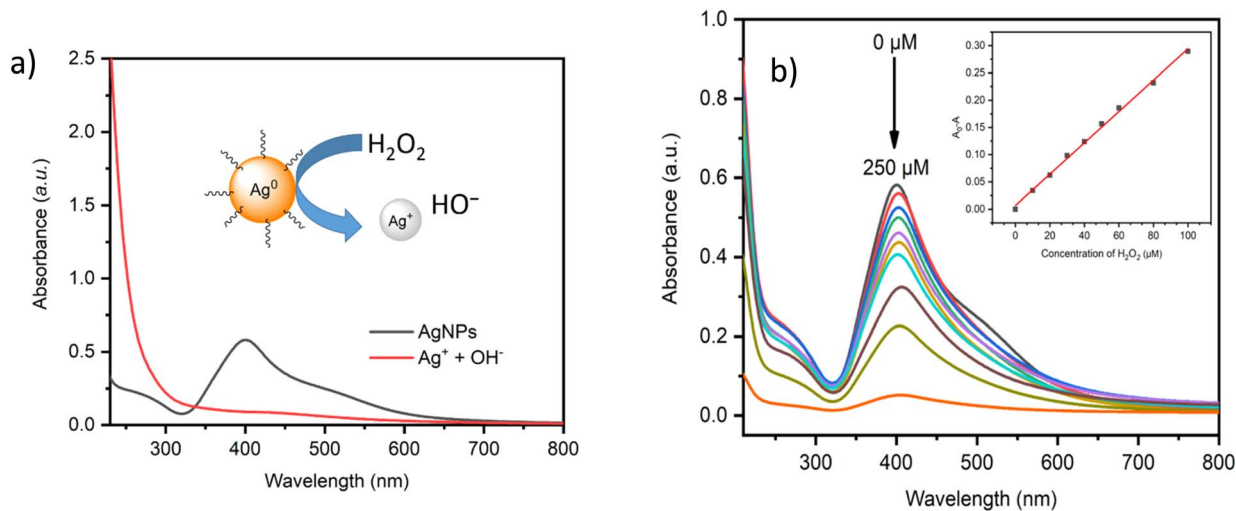 a)
2.5
2.0
1.5
1.0
0.5
0.0
Absorbance (a.u.)
300 400 500 600 700 800
Wavelength (nm)
Ag⁰
H₂O₂
Ag⁺
HO⁻
AgNPs
Ag⁺ + OH⁻
b)
1.0
0.8
0.6
0.4
0.2
0.0
Absorbance (a.u.)
300 400 500 600 700 800
Wavelength (nm)
0 µM
250 µM
0.30
0.25
0.20
0.15
0.10
0.05
0.00
A₀-A
0 20 40 60 80 100
Concentration of H₂O₂ (µM)